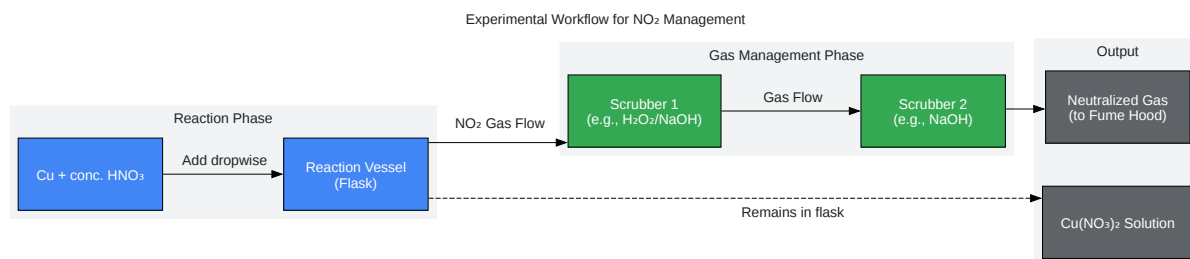 Experimental Workflow for NO₂ Management
Gas Management Phase
Output
Scrubber 1
(e.g., H₂O₂/NaOH)
Gas Flow
Scrubber 2
(e.g., NaOH)
Neutralized Gas
(to Fume Hood)
Reaction Phase
NO₂ Gas Flow
Cu + conc. HNO₃
Add dropwise
Reaction Vessel
(Flask)
Remains in flask
Cu(NO₃)₂ Solution